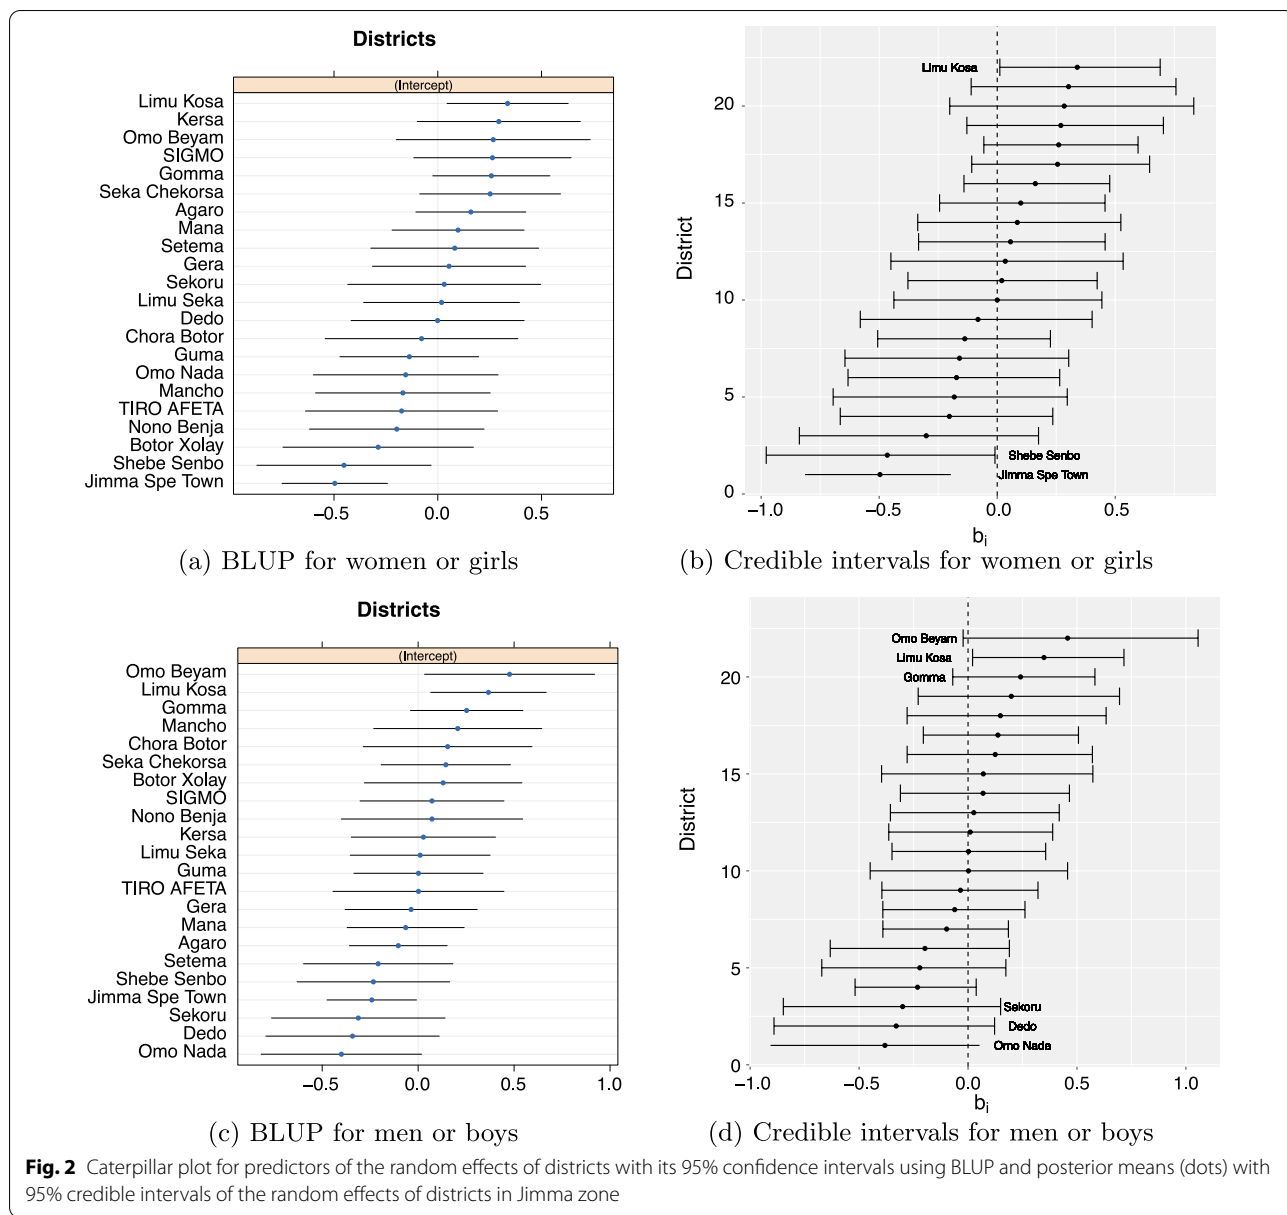 Districts
(Intercept)
Limu Kosa
Kersa
Omo Beyam
SIGMO
Gomma
Seka Chekorsa
Agaro
Mana
Setema
Gera
Sekoru
Limu Seka
Dedo
Chora Botor
Guma
Omo Nada
Mancho
TIRO AFETA
Nono Benja
Botor Xolay
Shebe Senbo
Jimma Spe Town
−0.5 0.0 0.5
(a) BLUP for women or girls
District
20
15
10
5
0
Limu Kosa
Shebe Senbo
Jimma Spe Town
-1.0 -0.5 0.0 0.5
bi
(b) Credible intervals for women or girls
Districts
(Intercept)
Omo Beyam
Limu Kosa
Gomma
Mancho
Chora Botor
Seka Chekorsa
Botor Xolay
SIGMO
Nono Benja
Kersa
Limu Seka
Guma
TIRO AFETA
Gera
Mana
Agaro
Setema
Shebe Senbo
Jimma Spe Town
Sekoru
Dedo
Omo Nada
−0.5 0.0 0.5 1.0
(c) BLUP for men or boys
District
20
15
10
5
0
Omo Beyam
Limu Kosa
Gomma
Sekoru
Dedo
Omo Nada
-1.0 -0.5 0.0 0.5 1.0
bi
(d) Credible intervals for men or boys
Fig. 2 Caterpillar plot for predictors of the random effects of districts with its 95% confidence intervals using BLUP and posterior means (dots) with
95% credible intervals of the random effects of districts in Jimma zone